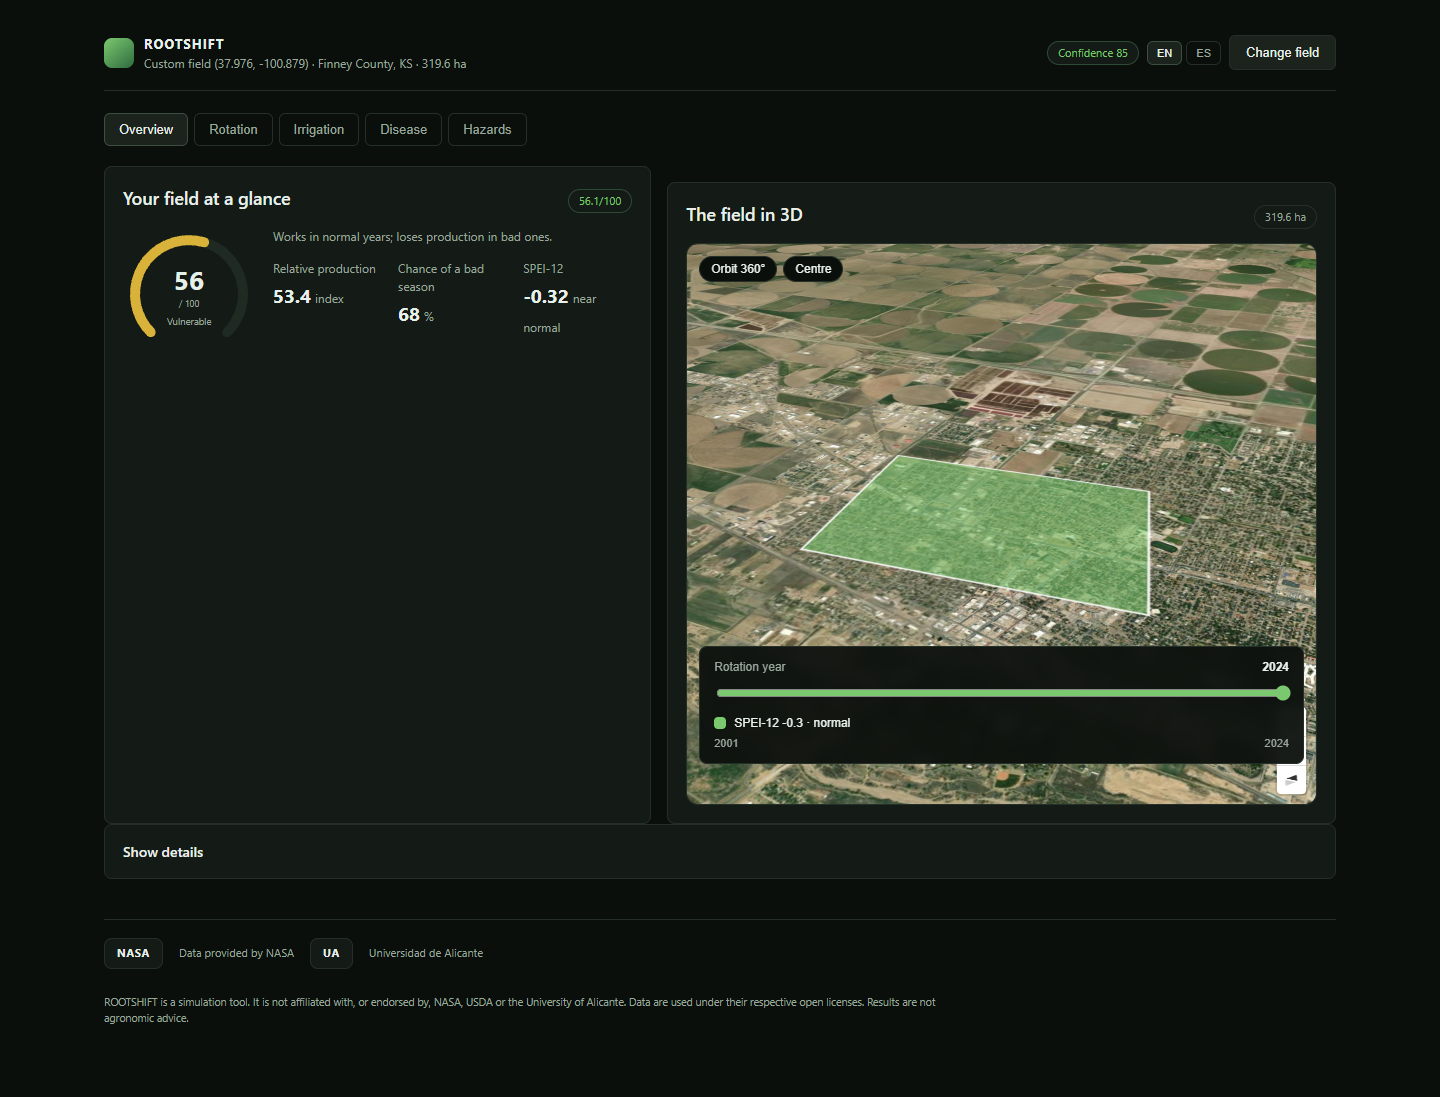 ROOTSHIFT
Custom field (37.976, -100.879) · Finney County, KS · 319.6 ha
Confidence 85
EN
ES
Change field
Overview
Rotation
Irrigation
Disease
Hazards
Your field at a glance
56.1/100
56
/ 100
Vulnerable
Works in normal years; loses production in bad ones.
Relative production
53.4 index
Chance of a bad
season
68 %
SPEI-12
-0.32 near
normal
The field in 3D
319.6 ha
Orbit 360°
Centre
Rotation year
2024
SPEI-12 -0.3 · normal
2001
2024
Show details
NASA
Data provided by NASA
UA
Universidad de Alicante
ROOTSHIFT is a simulation tool. It is not affiliated with, or endorsed by, NASA, USDA or the University of Alicante. Data are used under their respective open licenses. Results are not
agronomic advice.